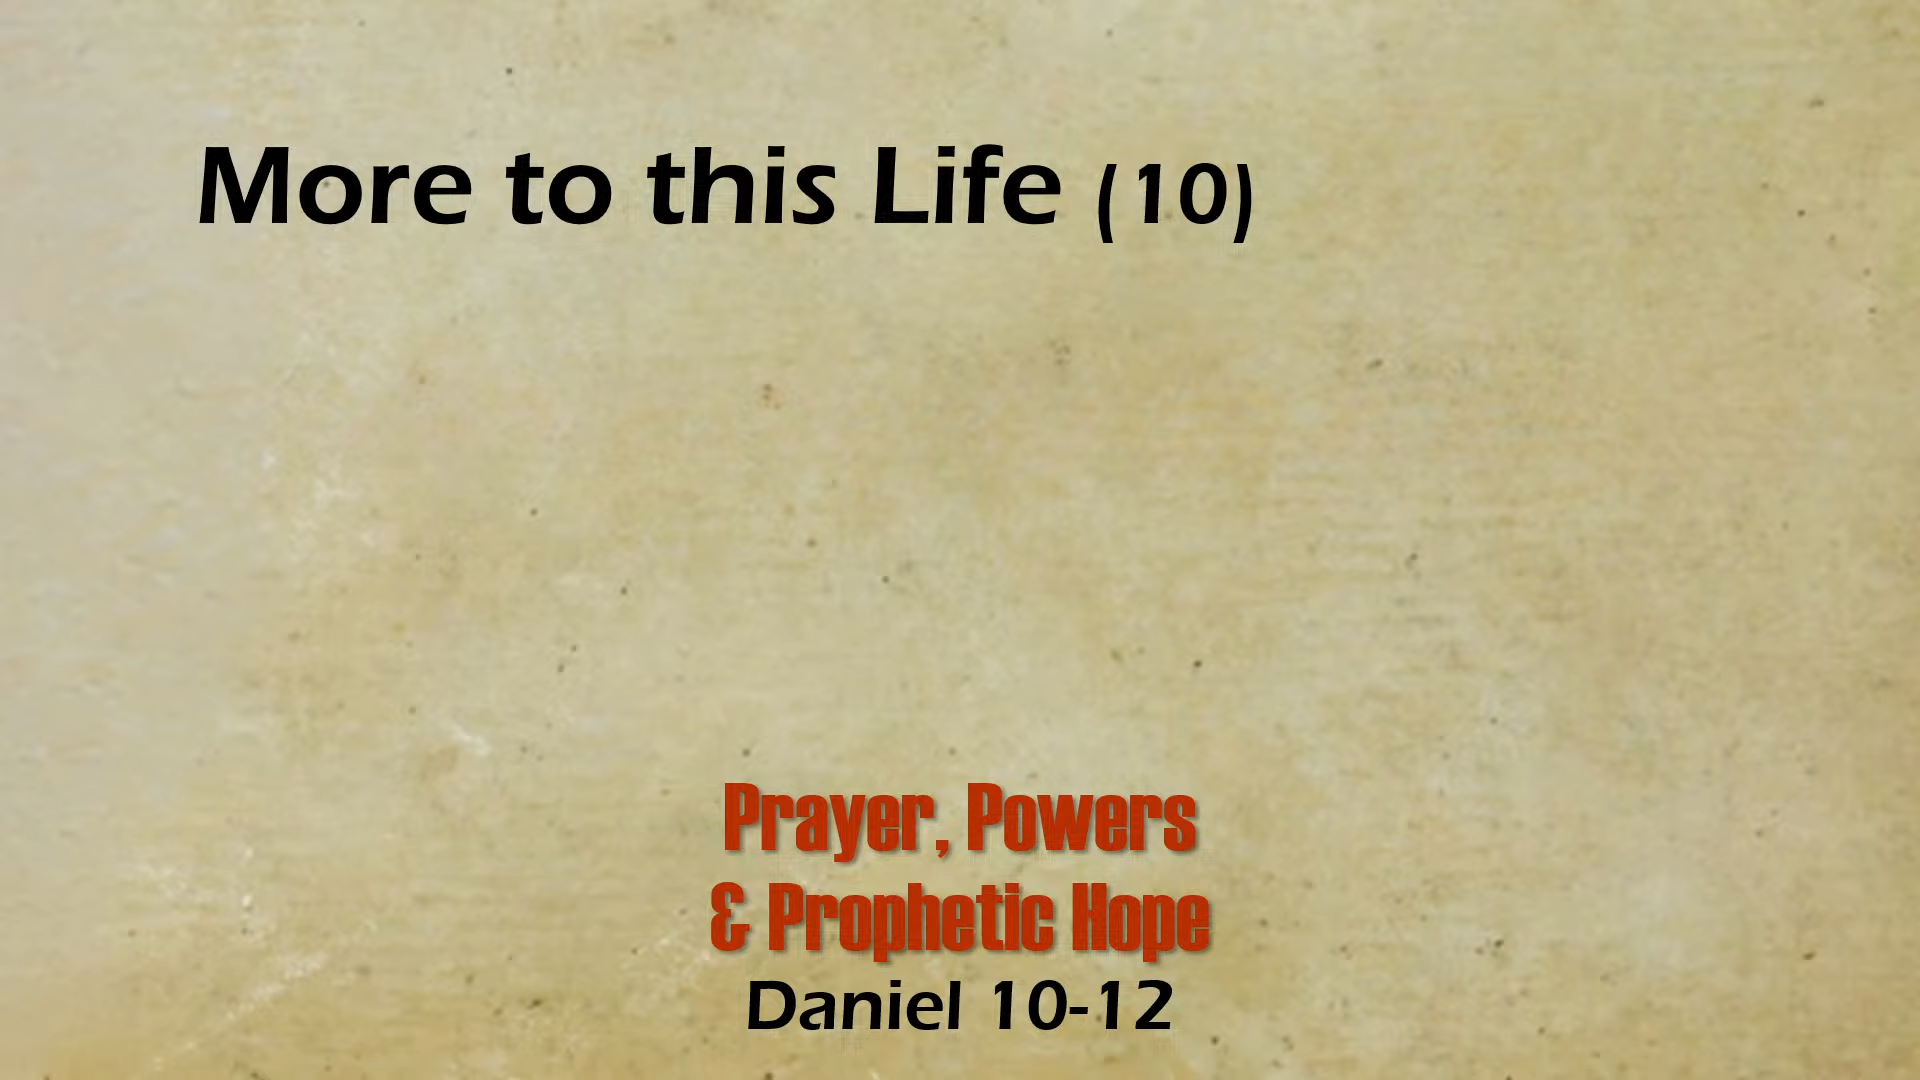 More to this Life (10)
Prayer, Powers
& Prophetic Hope
Daniel 10-12